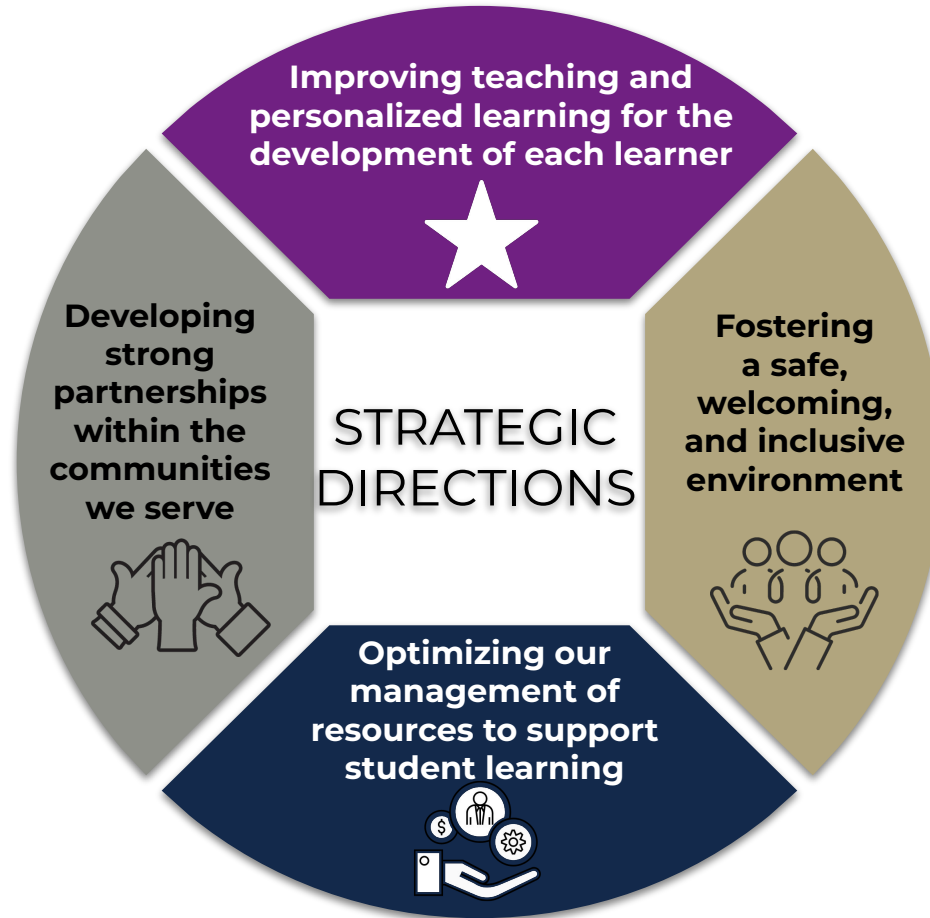 Improving teaching and
personalized learning for the
development of each learner
Developing
strong
partnerships
within the
communities
we serve
STRATEGIC
DIRECTIONS
Fostering
a safe,
welcoming,
and inclusive
environment
Optimizing our
management of
resources to support
student learning
$